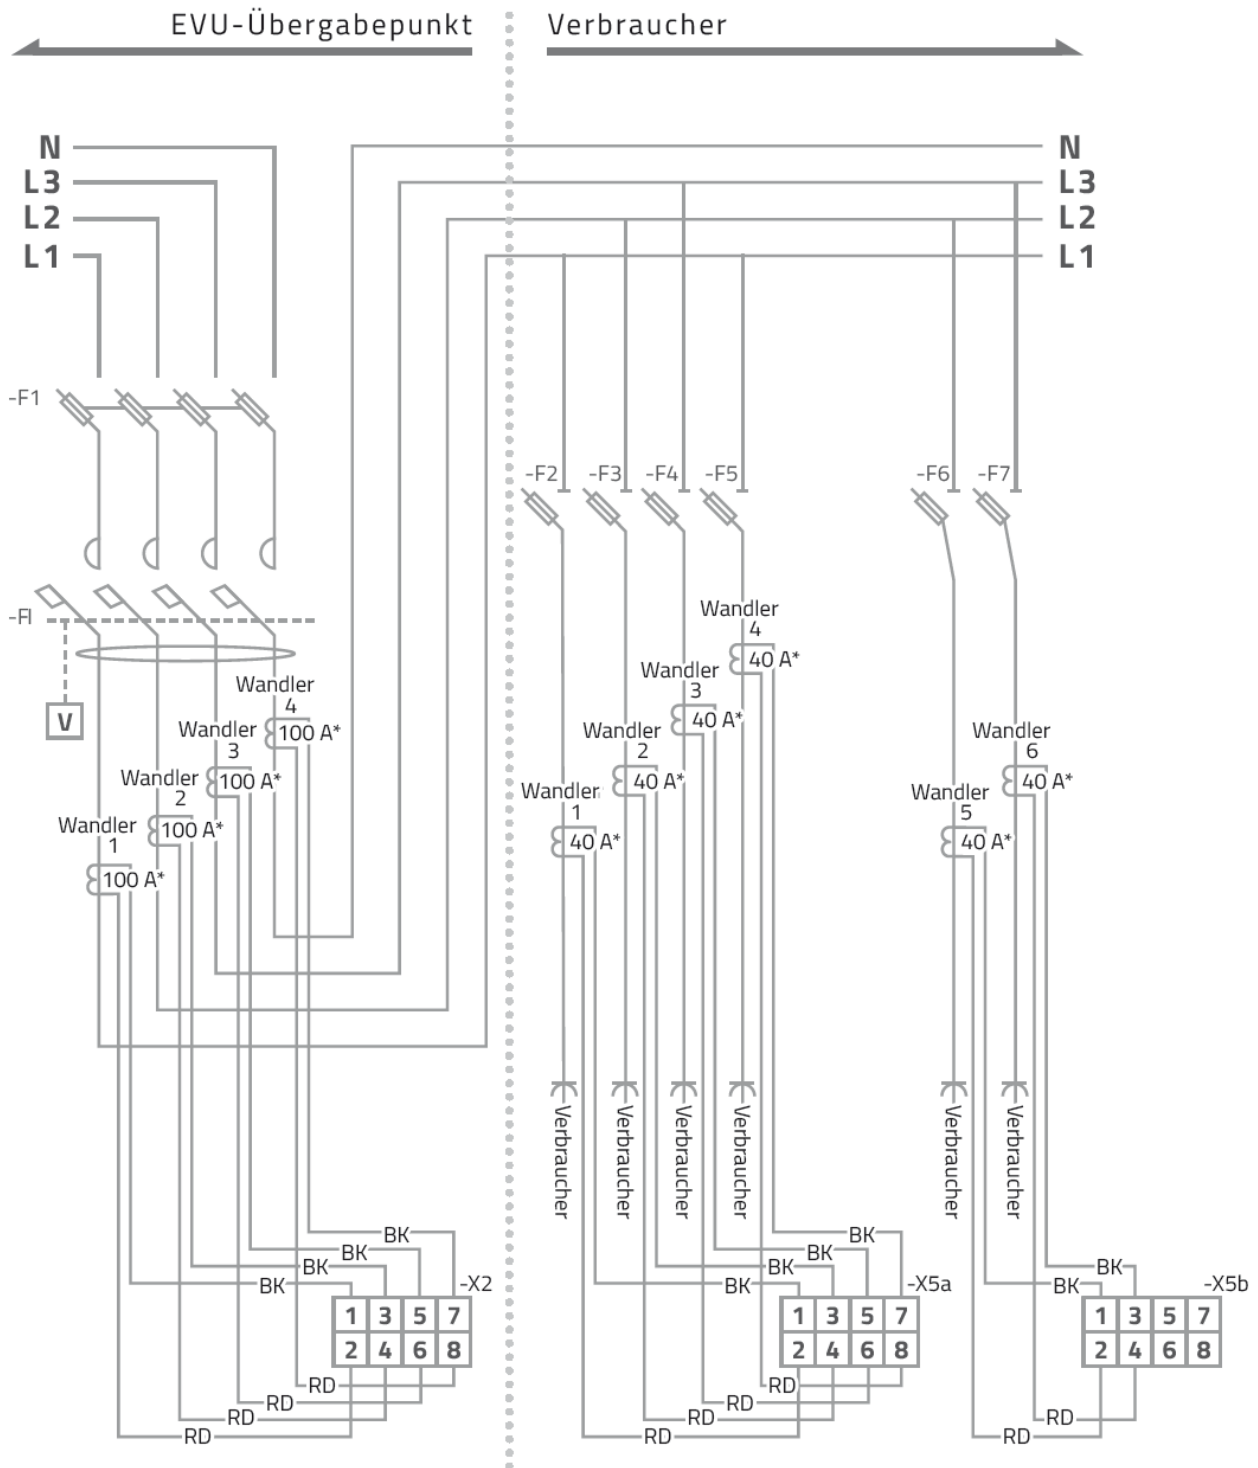 EVU-Übergabepunkt
Verbraucher
N
L3
L2
L1
N
L3
L2
L1
-F1
-FI
V
Wandler
4
100 A*
Wandler
3
100 A*
Wandler
2
100 A*
Wandler
1
100 A*
-F2
-F3
-F4
-F5
-F6
-F7
Wandler
4
40 A*
Wandler
3
40 A*
Wandler
2
40 A*
Wandler
1
40 A*
Wandler
6
40 A*
Wandler
5
40 A*
Verbraucher
Verbraucher
Verbraucher
Verbraucher
Verbraucher
Verbraucher
BK
BK
BK
BK
-X2
1 3 5 7
2 4 6 8
RD
RD
RD
RD
BK
BK
BK
BK
-X5a
1 3 5 7
2 4 6 8
RD
RD
RD
RD
BK
BK
-X5b
1 3 5 7
2 4 6 8
RD
RD